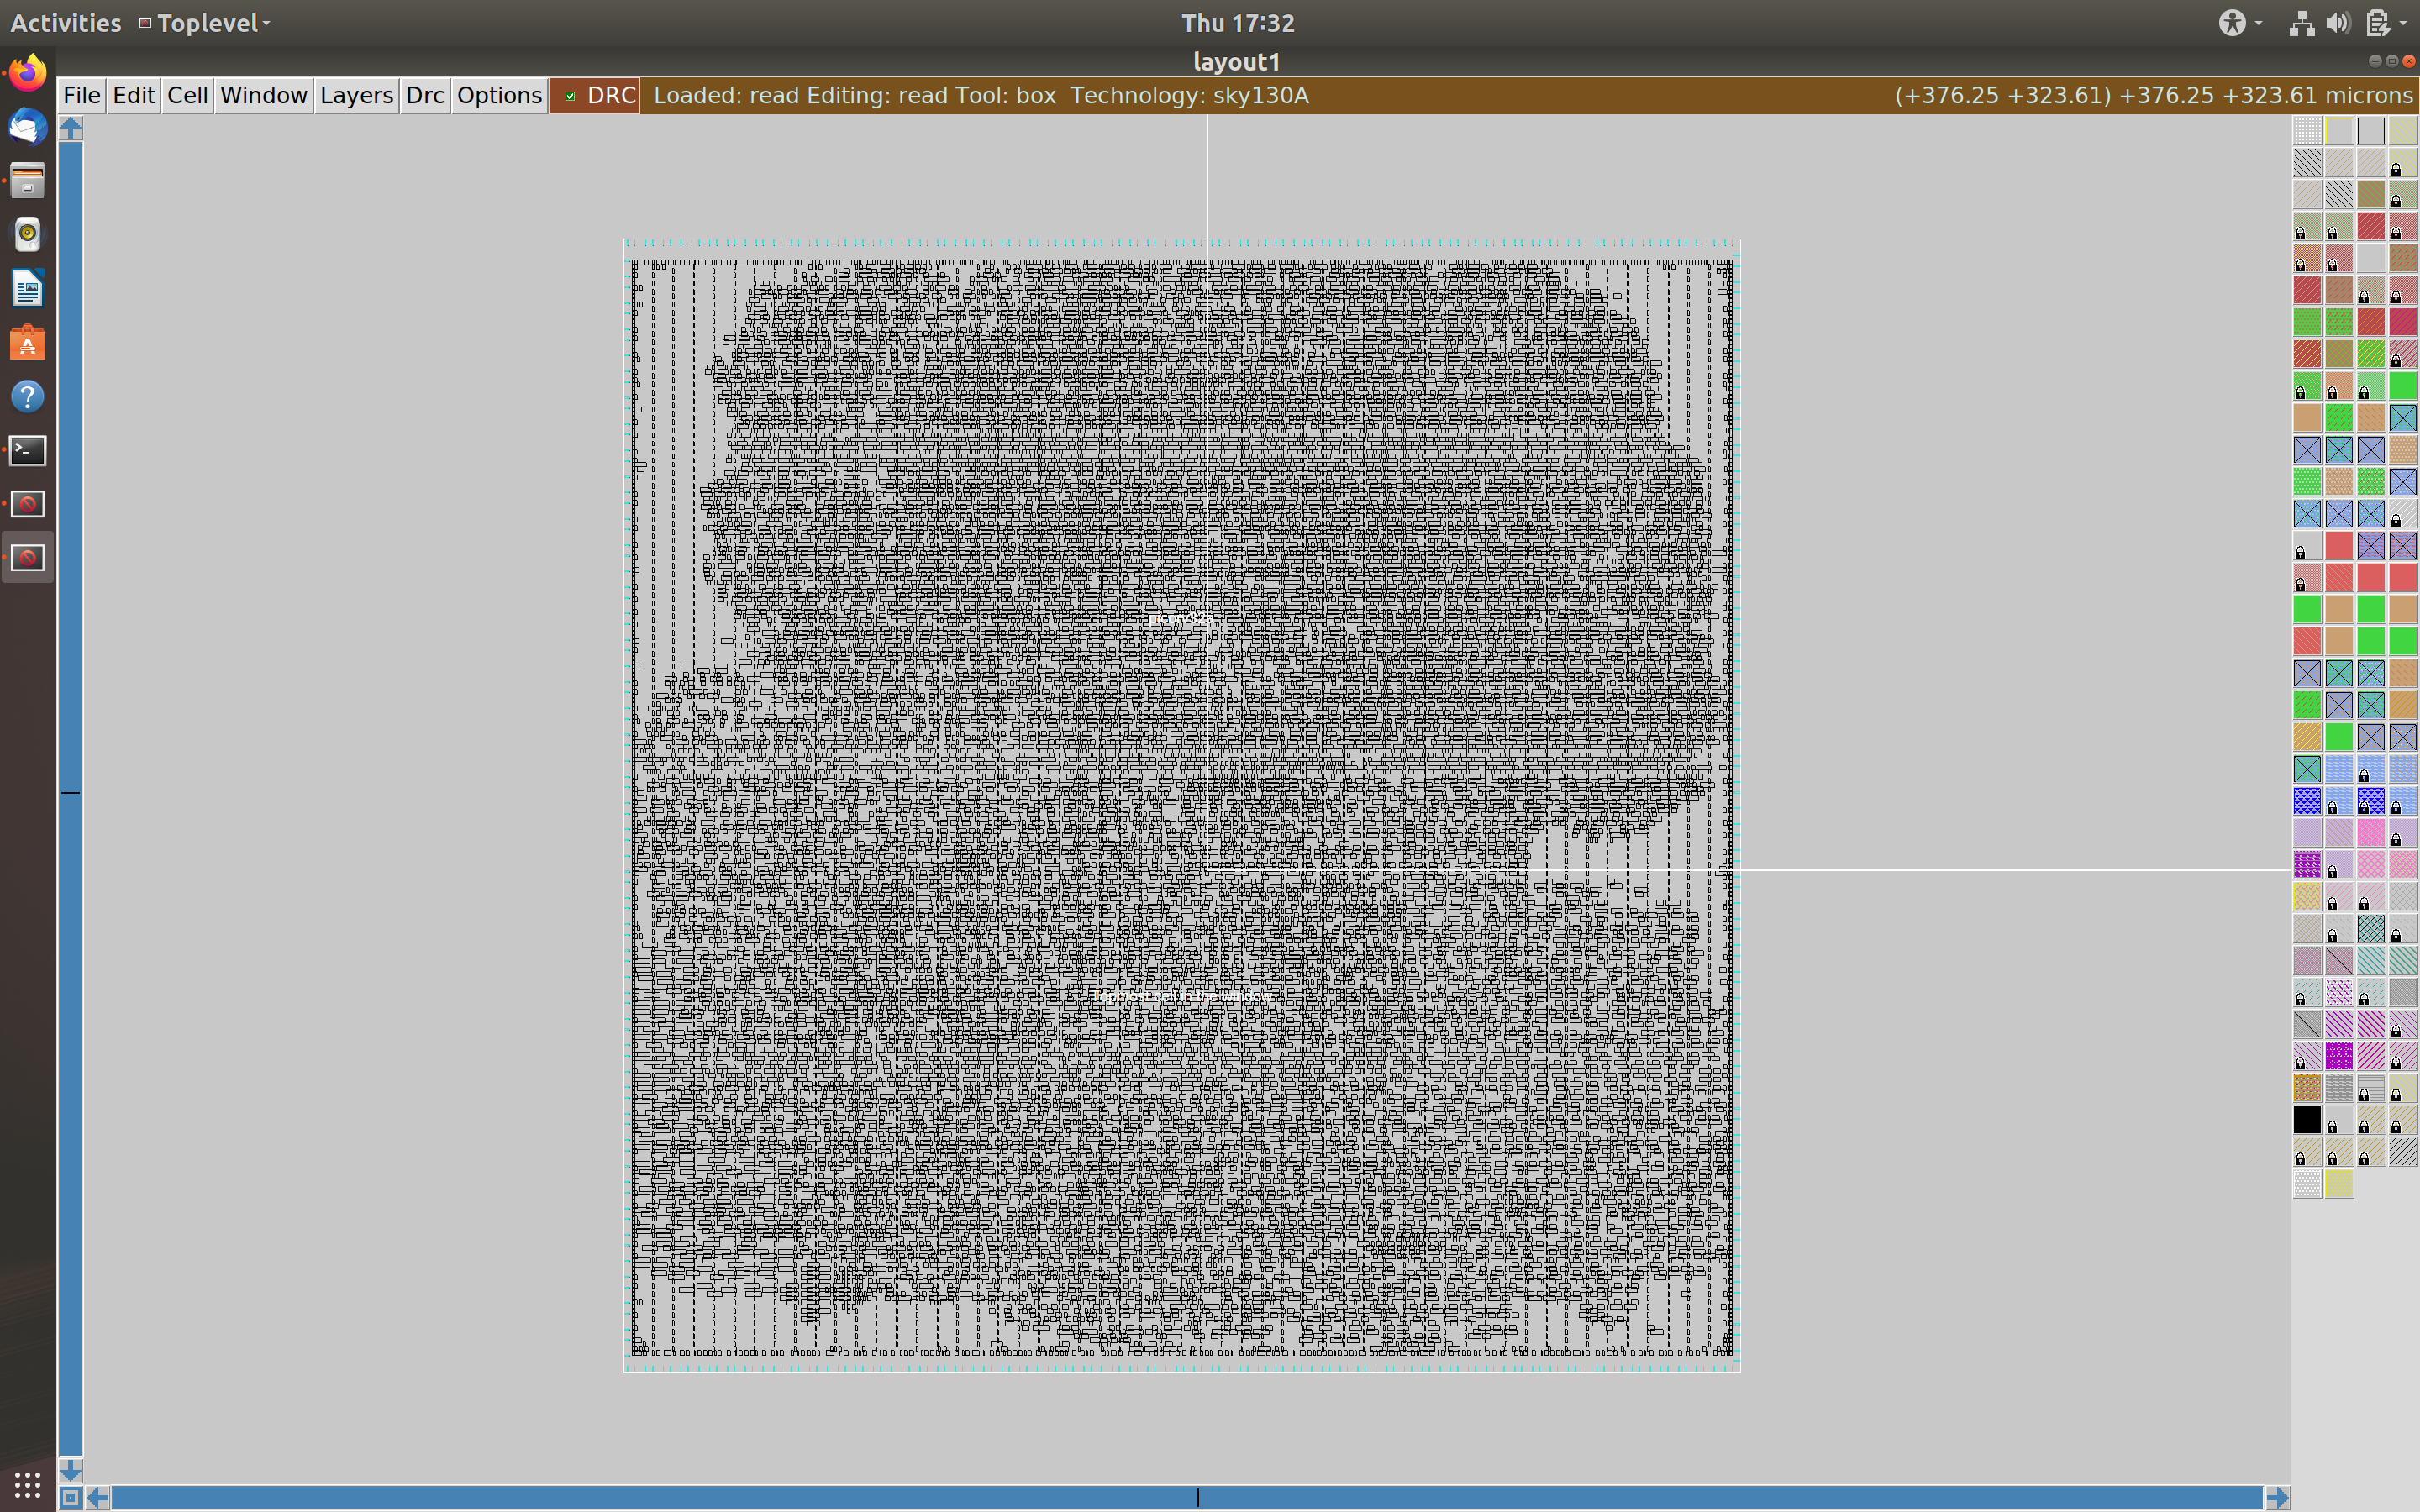 Activities Toplevel Thu 17:32
layout1
File Edit Cell Window Layers Drc Options DRC Loaded: read Editing: read Tool: box Technology: sky130A (+376.25 +323.61) +376.25 +323.61 microns
picorv32a
Topmost cell in the window